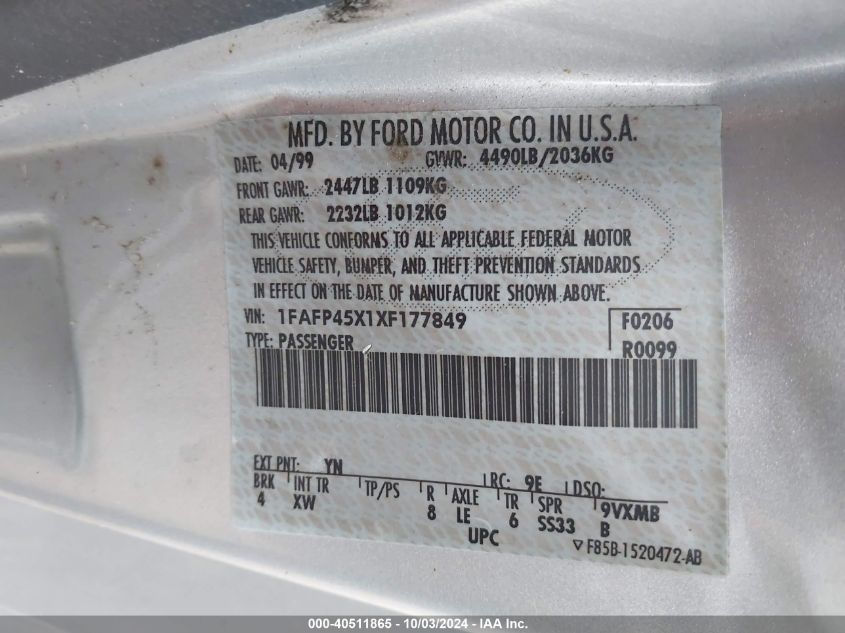 MFD. BY FORD MOTOR CO. IN U.S.A.
DATE: 04/99 GVWR: 4490LB/2036KG
FRONT GAWR: 2447LB 1109KG
REAR GAWR: 2232LB 1012KG
THIS VEHICLE CONFORMS TO ALL APPLICABLE FEDERAL MOTOR
VEHICLE SAFETY, BUMPER, AND THEFT PREVENTION STANDARDS
IN EFFECT ON THE DATE OF MANUFACTURE SHOWN ABOVE.
VIN: 1FAFP45X1XF177849 F0206
TYPE: PASSENGER R0099
EXT PNT: YN RC: 9E DSO:
BRK INT TR TP/PS R AXLE TR SPR 9VXMB
4 XW 8 LE 6 SS33 B
UPC
F85B-1520472-AB
000-40511865 - 10/03/2024 - IAAI.com.